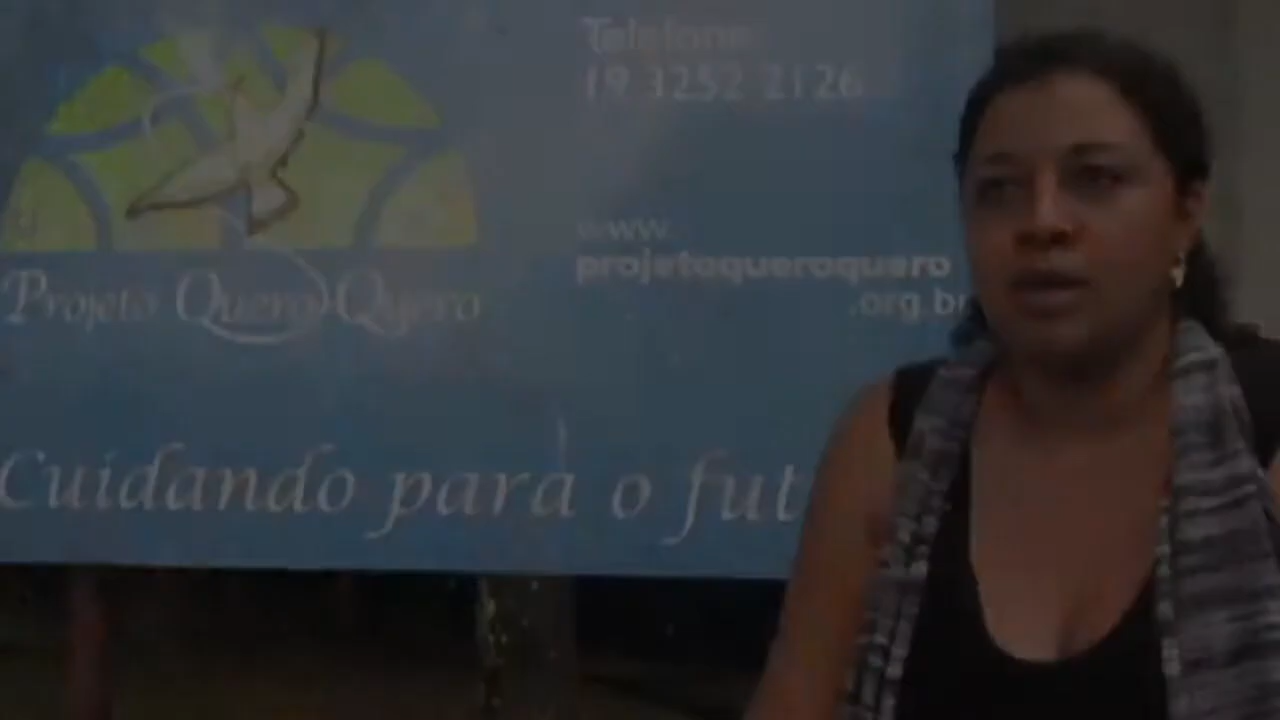 Telefone
19 3252 2126
www.
projetoqueroquero
.org.br
Projeto Quero-Quero
Cuidando para o fut